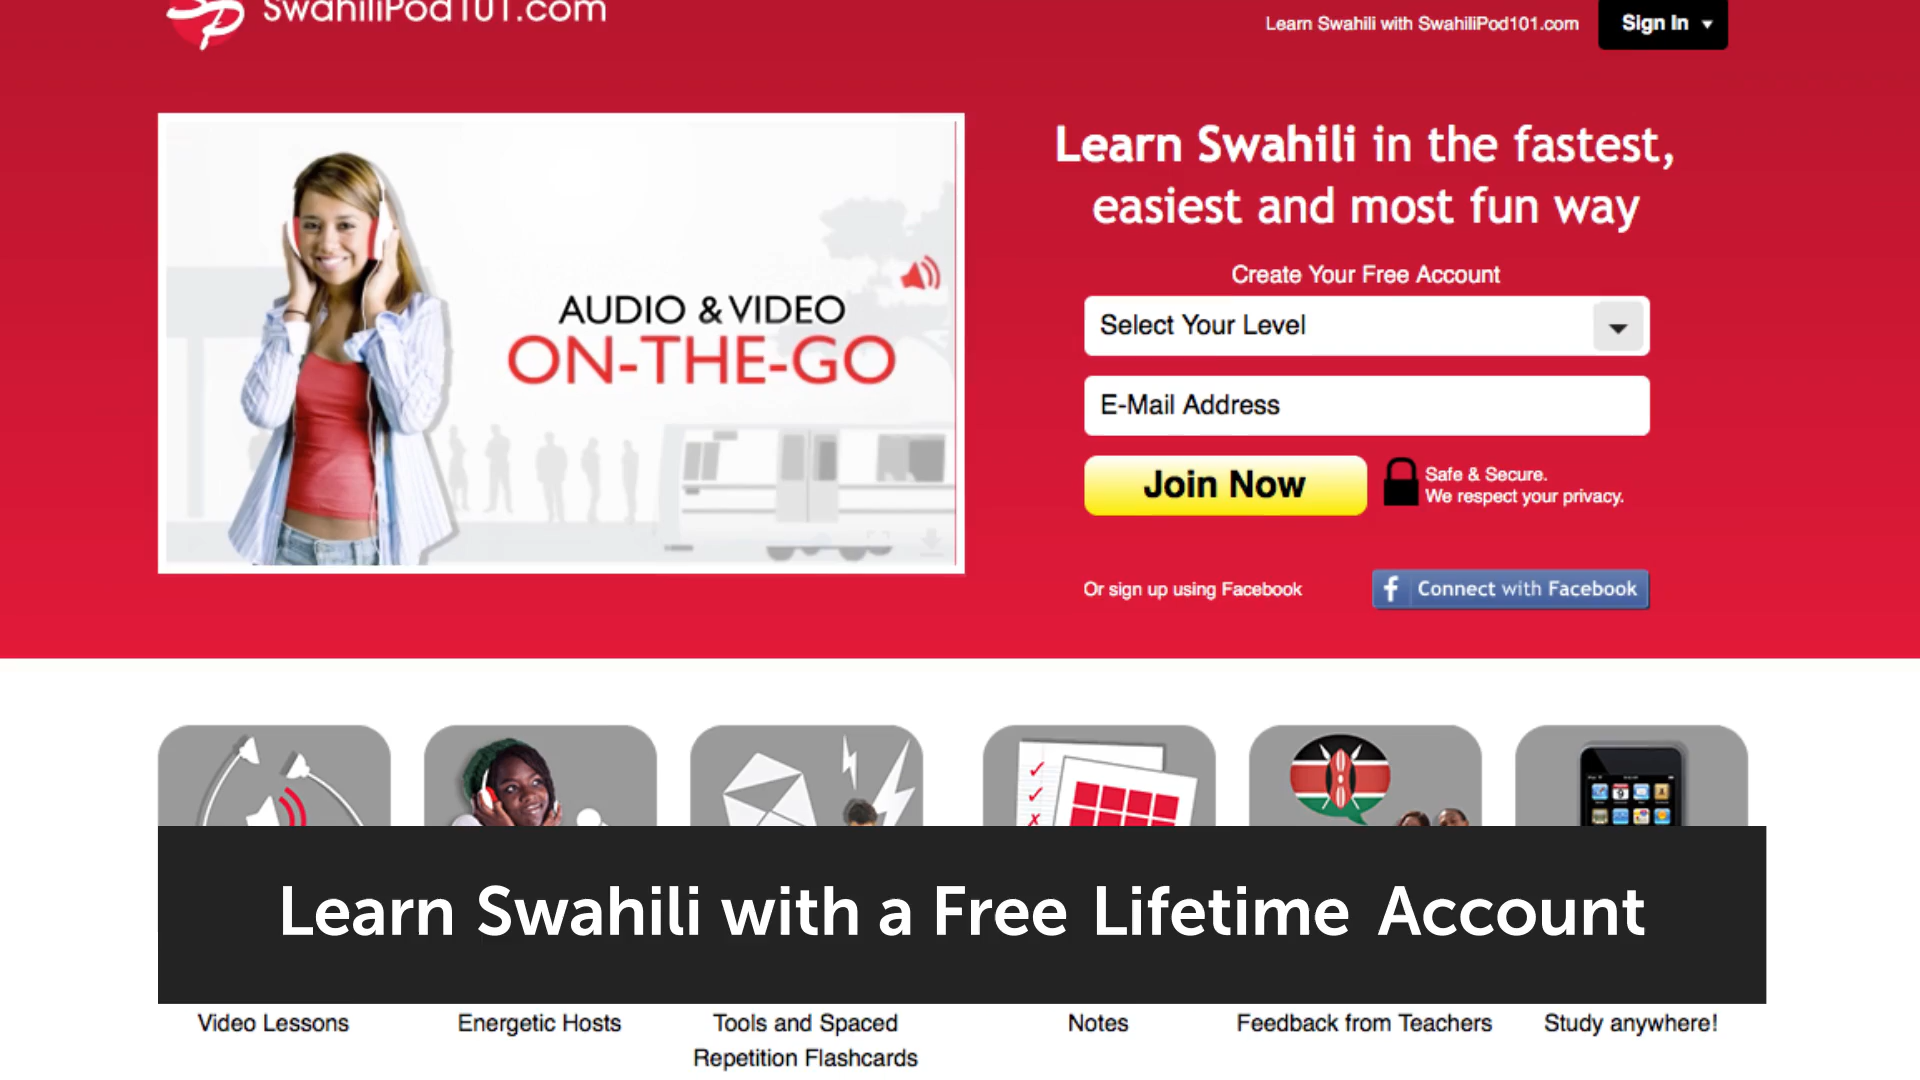 SwahiliPod101.com
Learn Swahili with SwahiliPod101.com
Sign In
AUDIO & VIDEO
ON-THE-GO
Learn Swahili in the fastest,
easiest and most fun way
Create Your Free Account
Select Your Level
E-Mail Address
Join Now
Safe & Secure.
We respect your privacy.
Or sign up using Facebook
Connect with Facebook
Learn Swahili with a Free Lifetime Account
Video Lessons
Energetic Hosts
Tools and Spaced
Repetition Flashcards
Notes
Feedback from Teachers
Study anywhere!